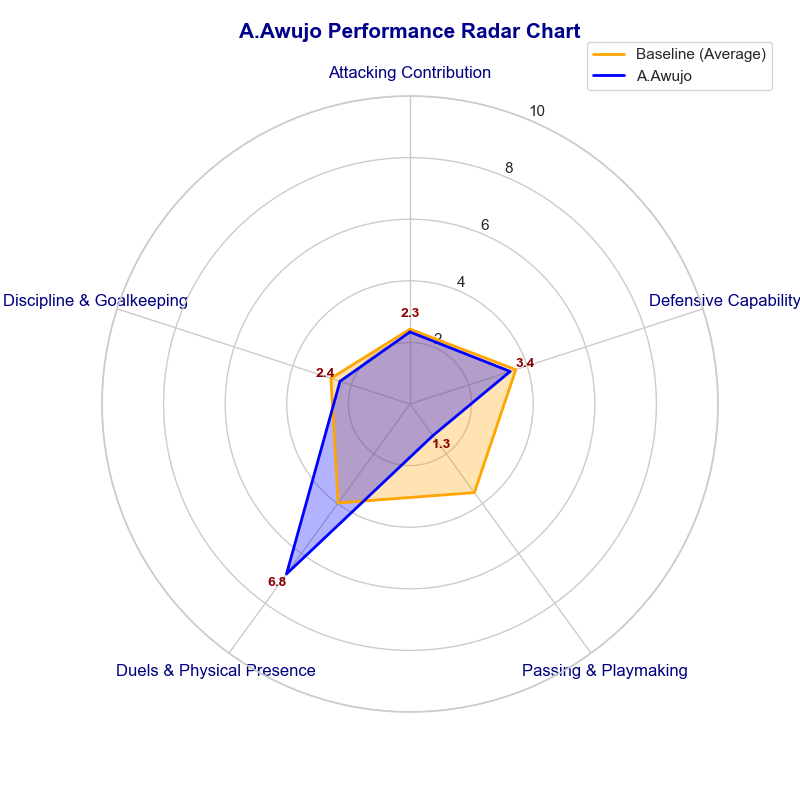 A.Awujo Performance Radar Chart
Baseline (Average)
A.Awujo
Attacking Contribution
10
8
6
4
2
2.3
Discipline & Goalkeeping
Defensive Capability
2.4
3.4
1.3
6.8
Duels & Physical Presence
Passing & Playmaking